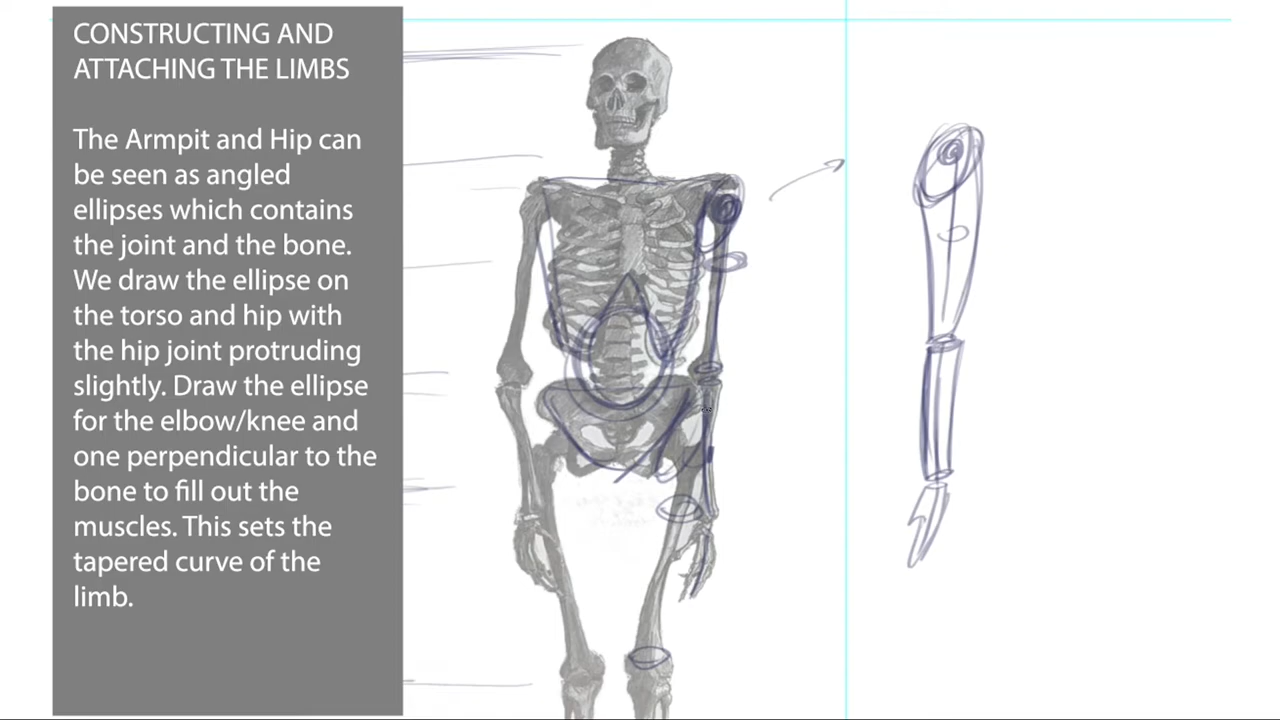 CONSTRUCTING AND
ATTACHING THE LIMBS
The Armpit and Hip can
be seen as angled
ellipses which contains
the joint and the bone.
We draw the ellipse on
the torso and hip with
the hip joint protruding
slightly. Draw the ellipse
for the elbow/knee and
one perpendicular to the
bone to fill out the
muscles. This sets the
tapered curve of the
limb.